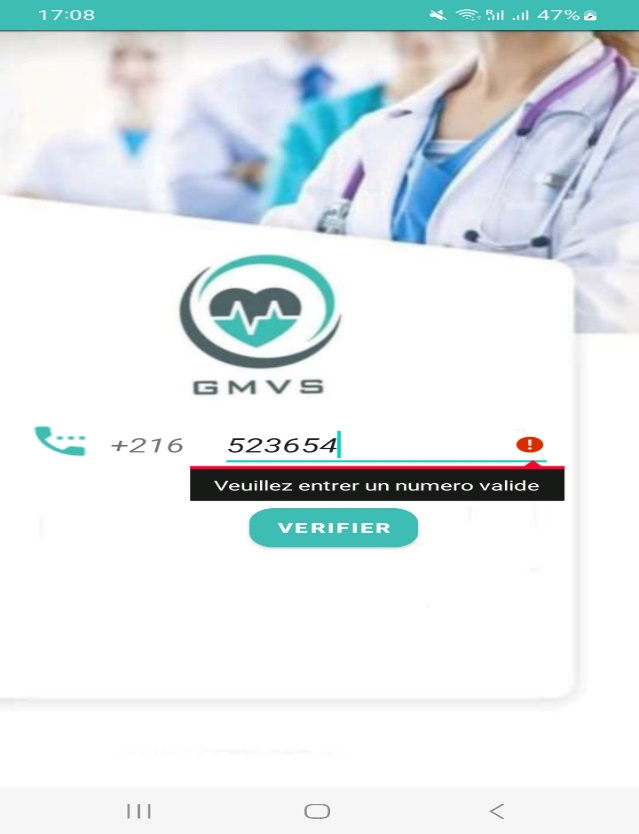 17:08
47%
GMVS
+216 523654
Veuillez entrer un numero valide
VERIFIER